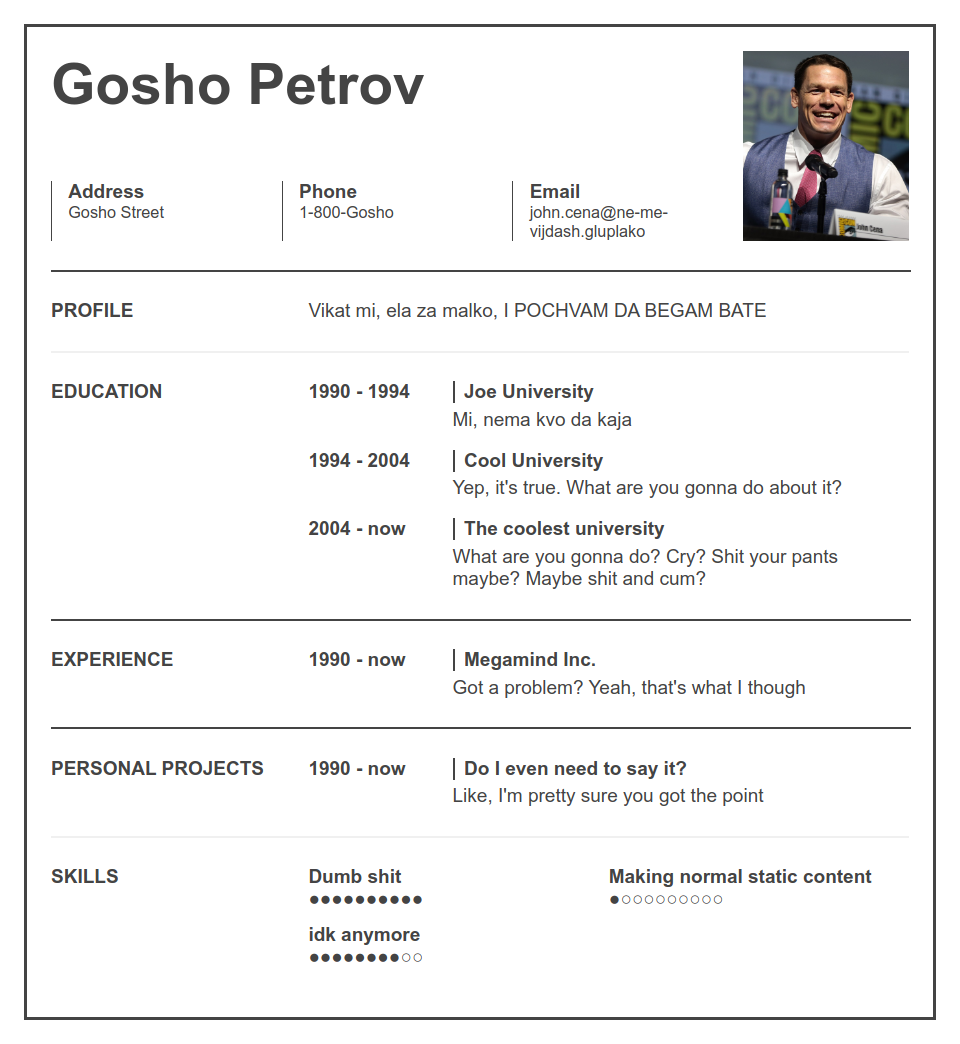 Gosho Petrov
Address
Gosho Street
Phone
1-800-Gosho
Email
john.cena@ne-me-
vijdash.gluplako
John Cena
PROFILE
Vikat mi, ela za malko, I POCHVAM DA BEGAM BATE
EDUCATION
1990 - 1994
Joe University
Mi, nema kvo da kaja
1994 - 2004
Cool University
Yep, it's true. What are you gonna do about it?
2004 - now
The coolest university
What are you gonna do? Cry? Shit your pants
maybe? Maybe shit and cum?
EXPERIENCE
1990 - now
Megamind Inc.
Got a problem? Yeah, that's what I though
PERSONAL PROJECTS
1990 - now
Do I even need to say it?
Like, I'm pretty sure you got the point
SKILLS
Dumb shit
●●●●●●●●●●
Making normal static content
●○○○○○○○○○
idk anymore
●●●●●●●●○○